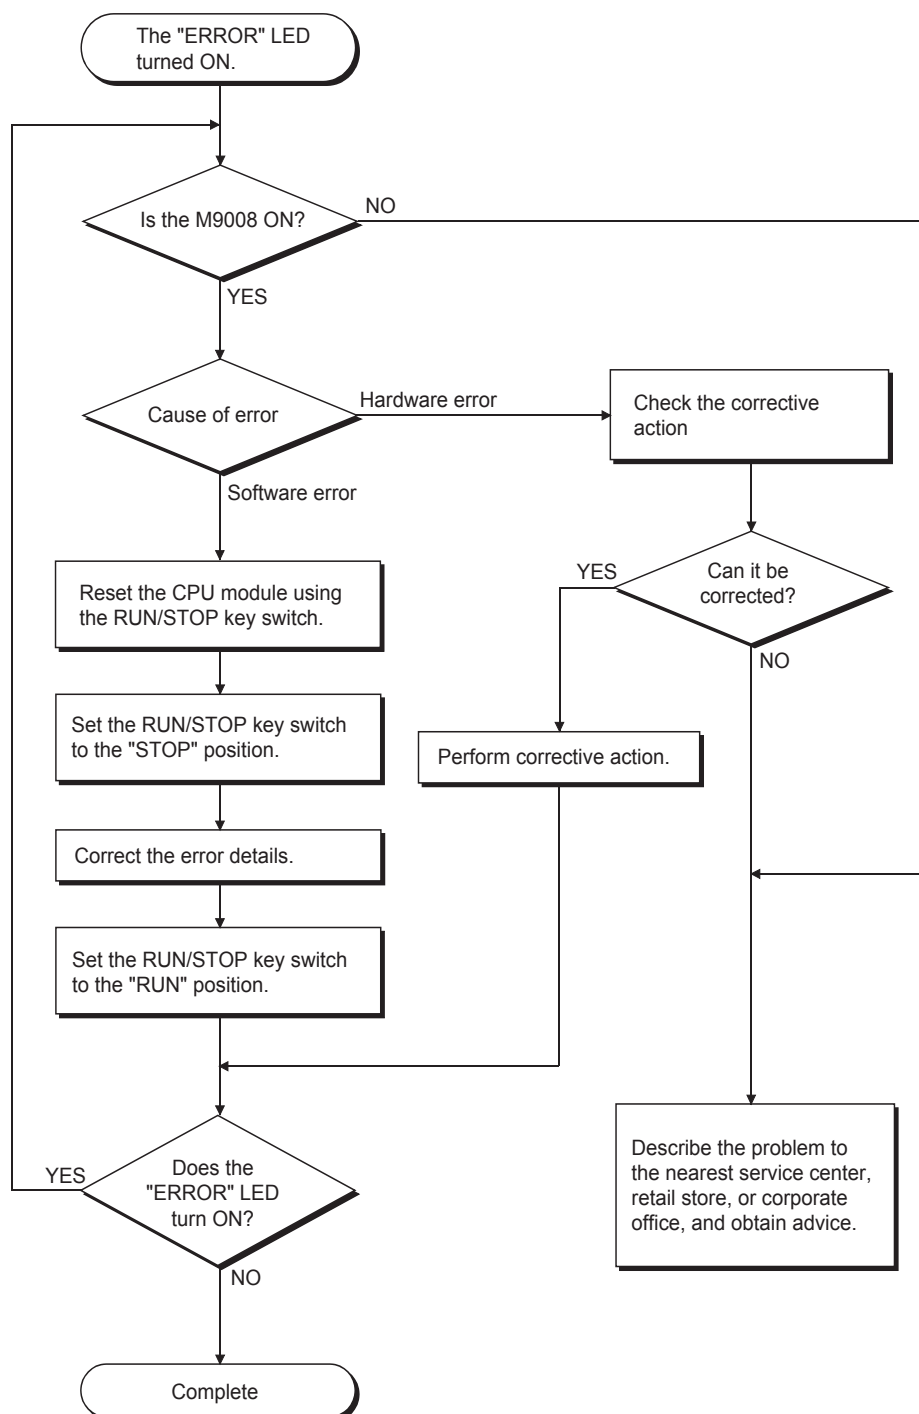 The "ERROR" LED
turned ON.
Is the M9008 ON?
NO
YES
Cause of error
Hardware error
Check the corrective
action
Software error
Reset the CPU module using
the RUN/STOP key switch.
YES
Can it be
corrected?
NO
Set the RUN/STOP key switch
to the "STOP" position.
Perform corrective action.
Correct the error details.
Set the RUN/STOP key switch
to the "RUN" position.
Describe the problem to
the nearest service center,
retail store, or corporate
office, and obtain advice.
YES
Does the
"ERROR" LED
turn ON?
NO
Complete